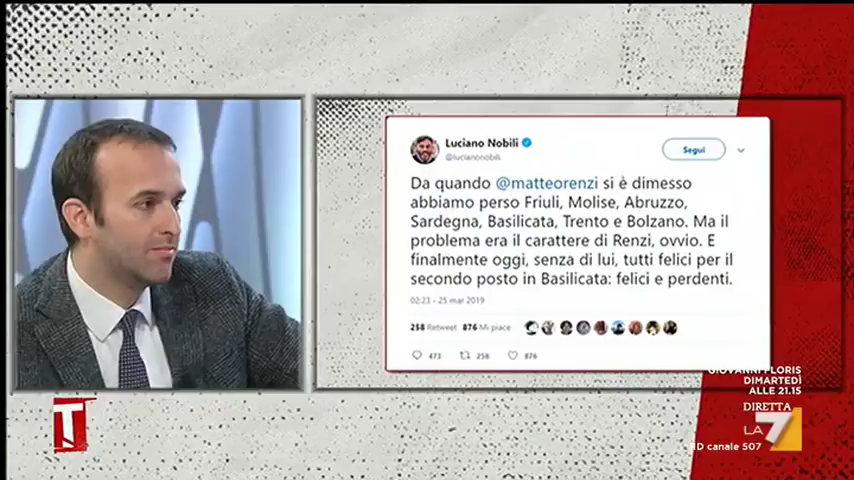 Luciano Nobili
@lucianonobili
Segui
Da quando @matteorenzi si è dimesso
abbiamo perso Friuli, Molise, Abruzzo,
Sardegna, Basilicata, Trento e Bolzano. Ma il
problema era il carattere di Renzi, ovvio. E
finalmente oggi, senza di lui, tutti felici per il
secondo posto in Basilicata: felici e perdenti.
02:23 - 25 mar 2019
258 Retweet 876 Mi piace
473 258 876
GIOVANNI FLORIS
DIMARTEDÌ
ALLE 21.15
DIRETTA
LA7
HD canale 507
T